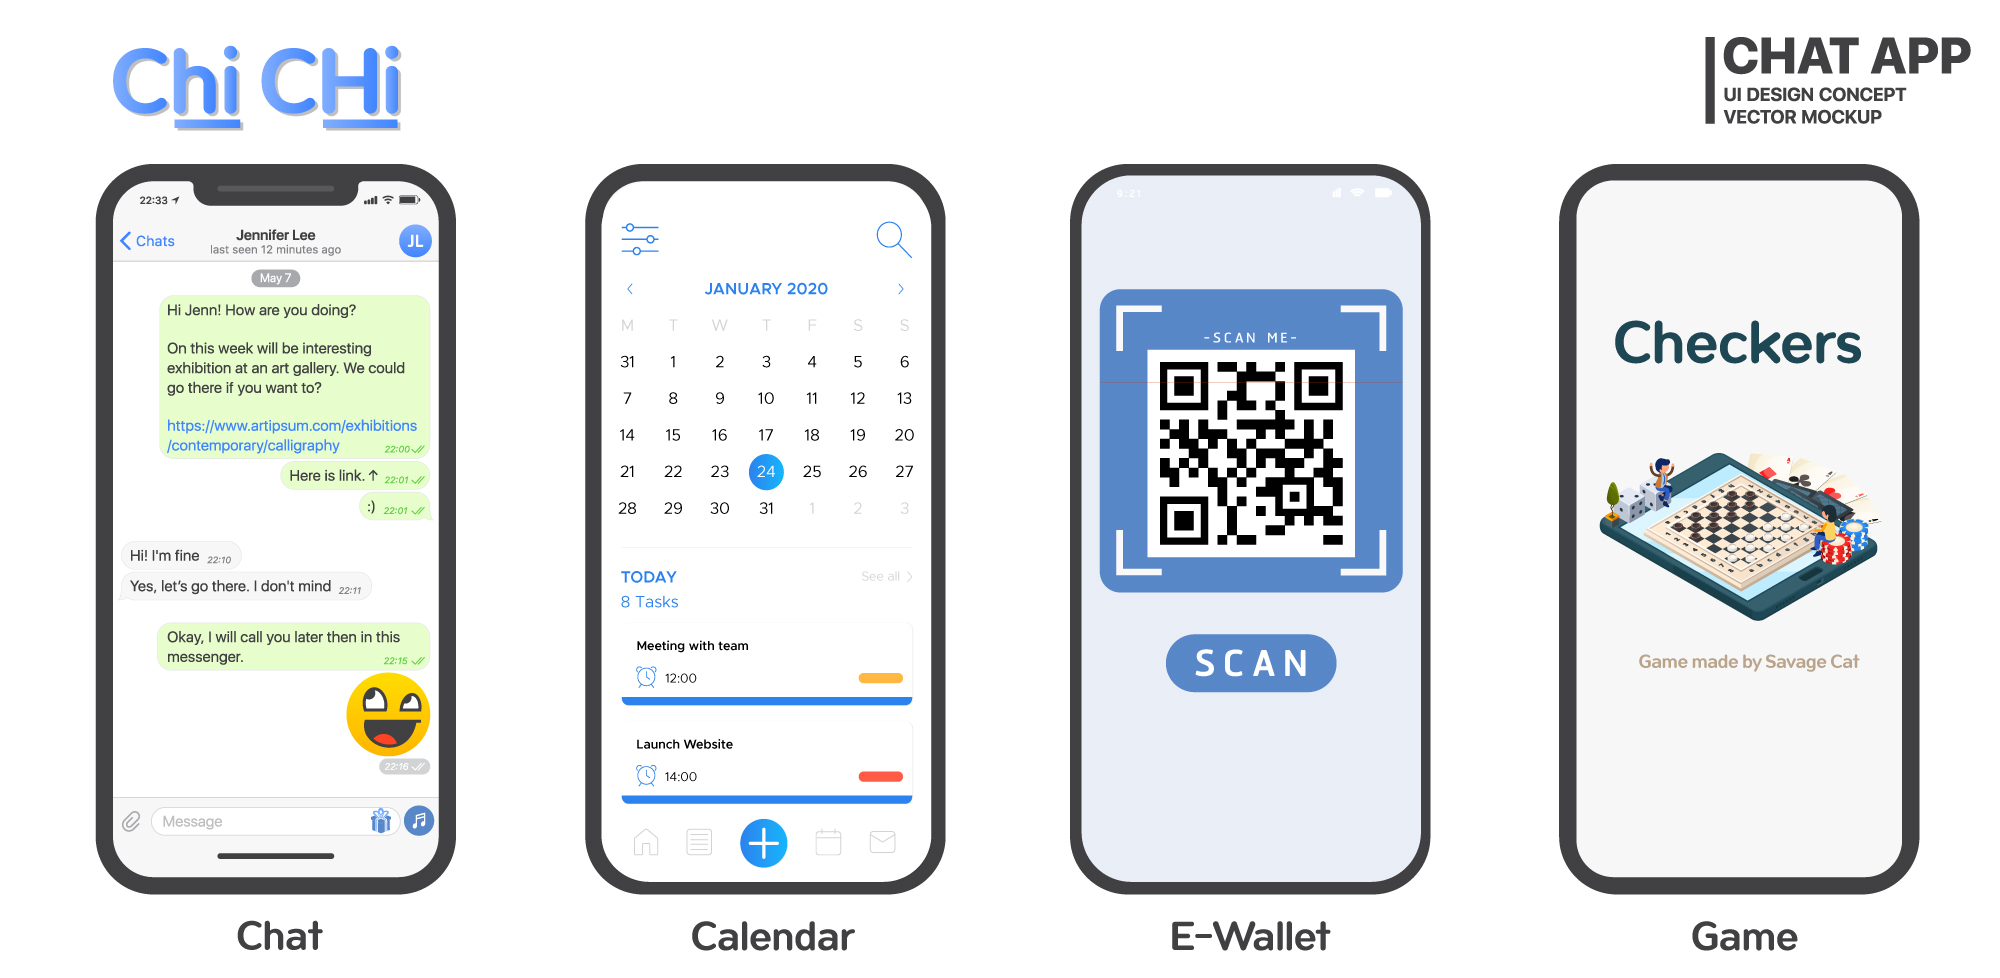 Chi CHi
CHAT APP
UI DESIGN CONCEPT
VECTOR MOCKUP
22:33
Chats
Jennifer Lee
last seen 12 minutes ago
JL
May 7
Hi Jenn! How are you doing?
On this week will be interesting
exhibition at an art gallery. We could
go there if you want to?
https://www.artipsum.com/exhibitions
/contemporary/calligraphy 22:00
Here is link. ↑ 22:01
:) 22:01
Hi! I'm fine 22:10
Yes, let's go there. I don't mind 22:11
Okay, I will call you later then in this
messenger. 22:15
22:16
Message
Chat
JANUARY 2020
M T W T F S S
31 1 2 3 4 5 6
7 8 9 10 11 12 13
14 15 16 17 18 19 20
21 22 23 24 25 26 27
28 29 30 31 1 2 3
TODAY See all
8 Tasks
Meeting with team
12:00
Launch Website
14:00
Calendar
9:21
-SCAN ME-
SCAN
E-Wallet
Checkers
Game made by Savage Cat
Game